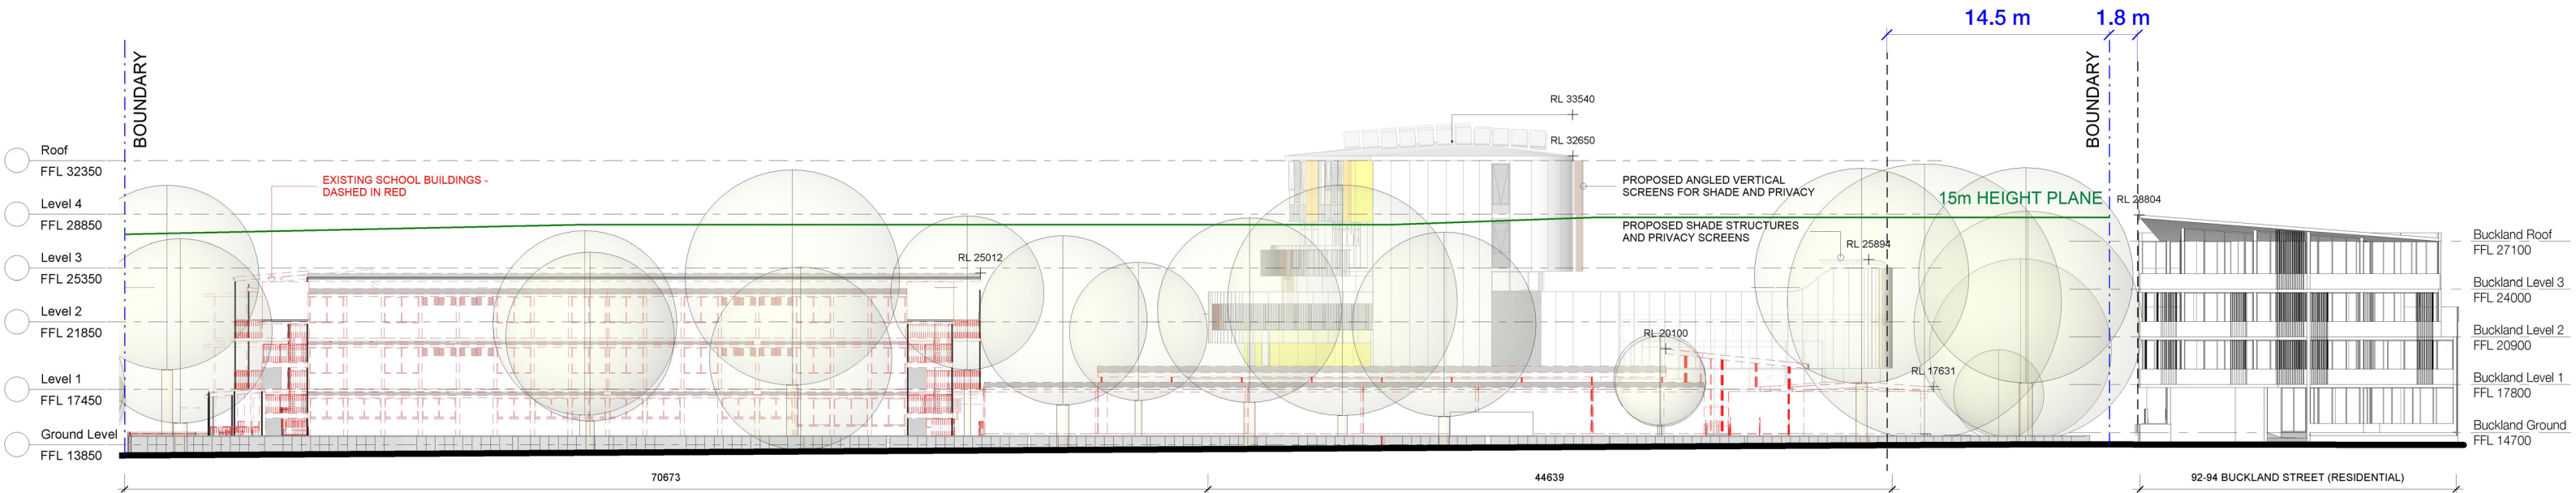 14.5 m
1.8 m
BOUNDARY
BOUNDARY
RL 33540
RL 32650
Roof
FFL 32350
EXISTING SCHOOL BUILDINGS -
DASHED IN RED
PROPOSED ANGLED VERTICAL
SCREENS FOR SHADE AND PRIVACY
15m HEIGHT PLANE
RL 28804
Level 4
FFL 28850
PROPOSED SHADE STRUCTURES
AND PRIVACY SCREENS
RL 25894
Buckland Roof
FFL 27100
Level 3
FFL 25350
RL 25012
Buckland Level 3
FFL 24000
Level 2
FFL 21850
RL 20100
Buckland Level 2
FFL 20900
Level 1
FFL 17450
RL 17631
Buckland Level 1
FFL 17800
Ground Level
FFL 13850
Buckland Ground
FFL 14700
70673
44639
92-94 BUCKLAND STREET (RESIDENTIAL)